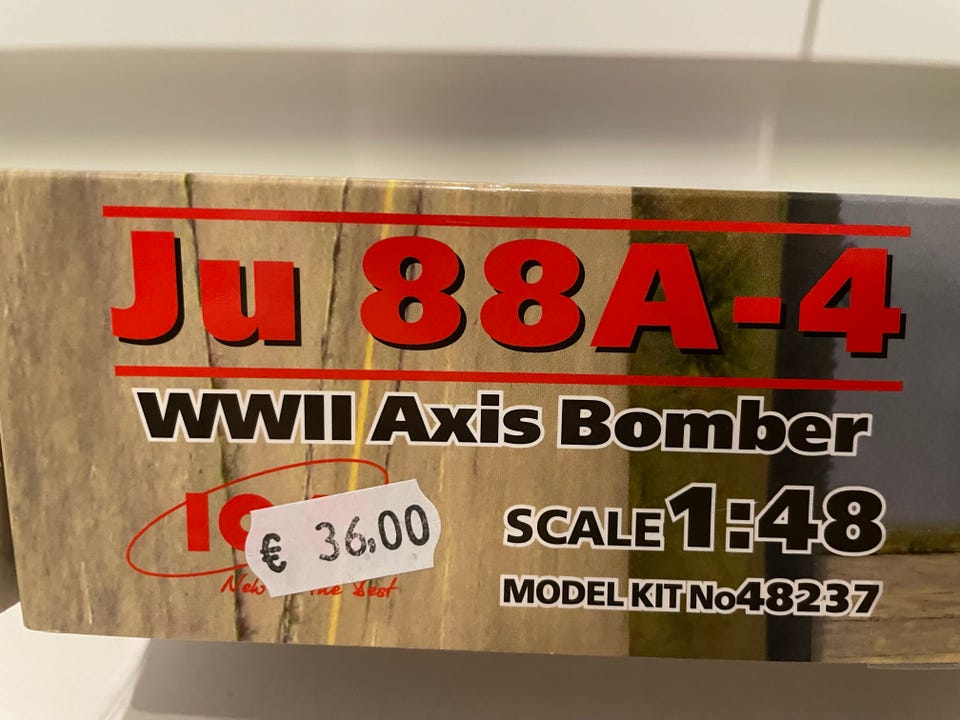 Ju 88A-4
WWII Axis Bomber
€ 36.00
SCALE 1:48
MODEL KIT No48237